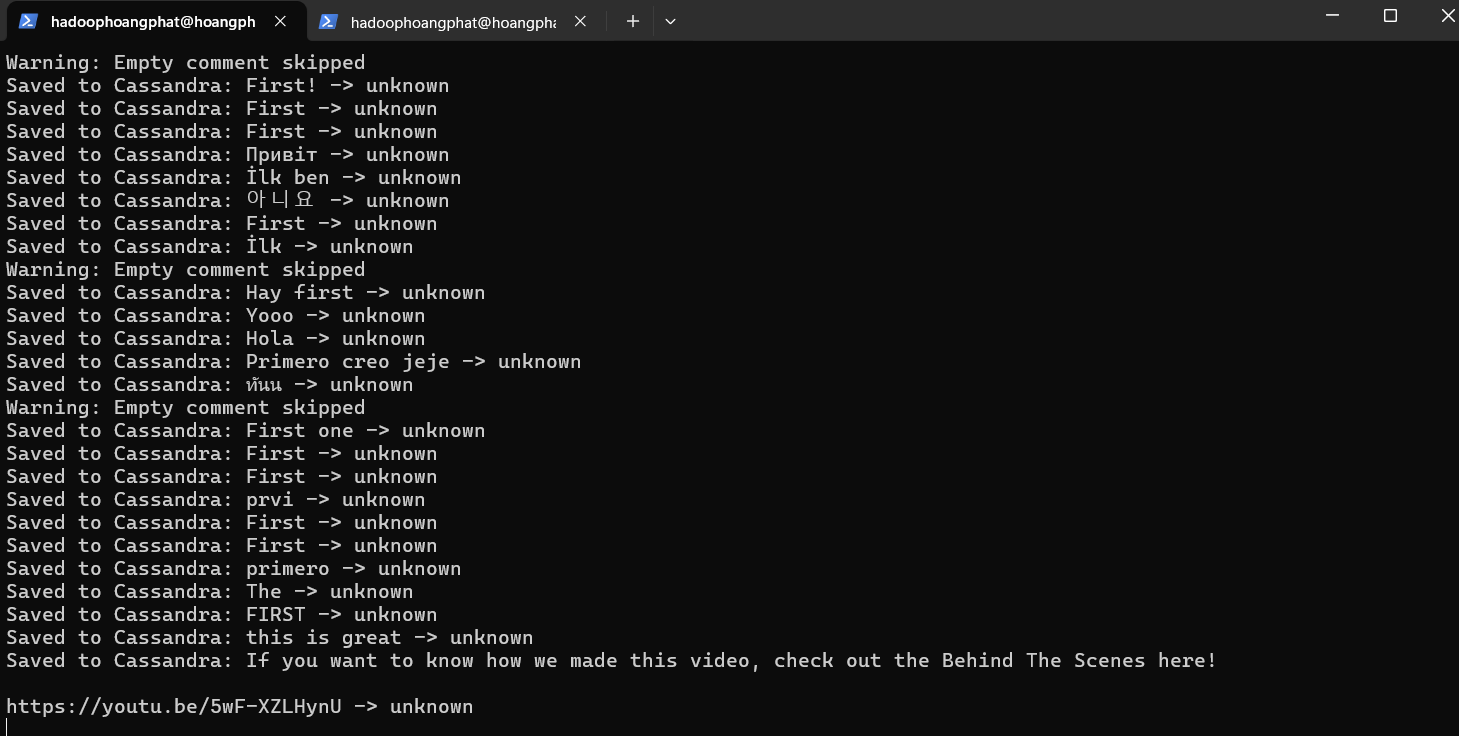 hadoophoangphat@hoangph
hadoophoangphat@hoangpha
Warning: Empty comment skipped
Saved to Cassandra: First! -> unknown
Saved to Cassandra: First -> unknown
Saved to Cassandra: First -> unknown
Saved to Cassandra: Привіт -> unknown
Saved to Cassandra: İlk ben -> unknown
Saved to Cassandra: 아니요 -> unknown
Saved to Cassandra: First -> unknown
Saved to Cassandra: İlk -> unknown
Warning: Empty comment skipped
Saved to Cassandra: Hay first -> unknown
Saved to Cassandra: Yooo -> unknown
Saved to Cassandra: Hola -> unknown
Saved to Cassandra: Primero creo jeje -> unknown
Saved to Cassandra: ทันน -> unknown
Warning: Empty comment skipped
Saved to Cassandra: First one -> unknown
Saved to Cassandra: First -> unknown
Saved to Cassandra: First -> unknown
Saved to Cassandra: prvi -> unknown
Saved to Cassandra: First -> unknown
Saved to Cassandra: First -> unknown
Saved to Cassandra: primero -> unknown
Saved to Cassandra: The -> unknown
Saved to Cassandra: FIRST -> unknown
Saved to Cassandra: this is great -> unknown
Saved to Cassandra: If you want to know how we made this video, check out the Behind The Scenes here!
https://youtu.be/5wF-XZLHynU -> unknown